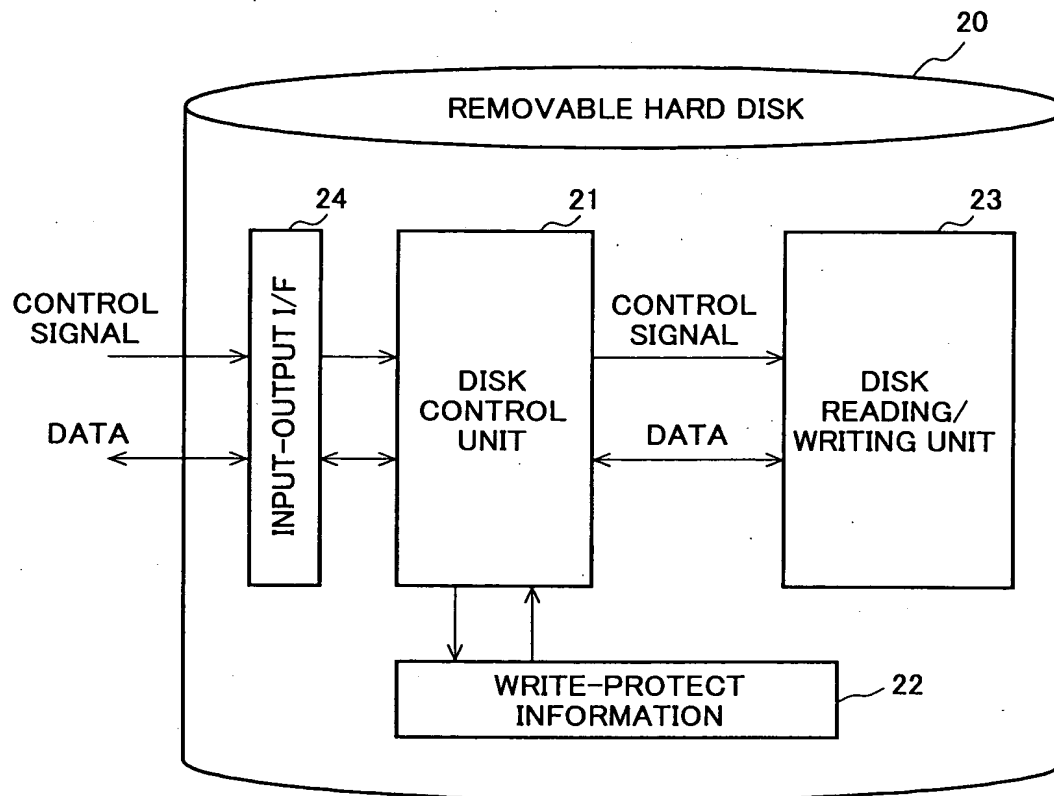 20
REMOVABLE HARD DISK
24
21
23
CONTROL
SIGNAL
INPUT-OUTPUT I/F
CONTROL
SIGNAL
DISK
CONTROL
UNIT
DISK
READING/
WRITING UNIT
DATA
DATA
WRITE-PROTECT
INFORMATION
22